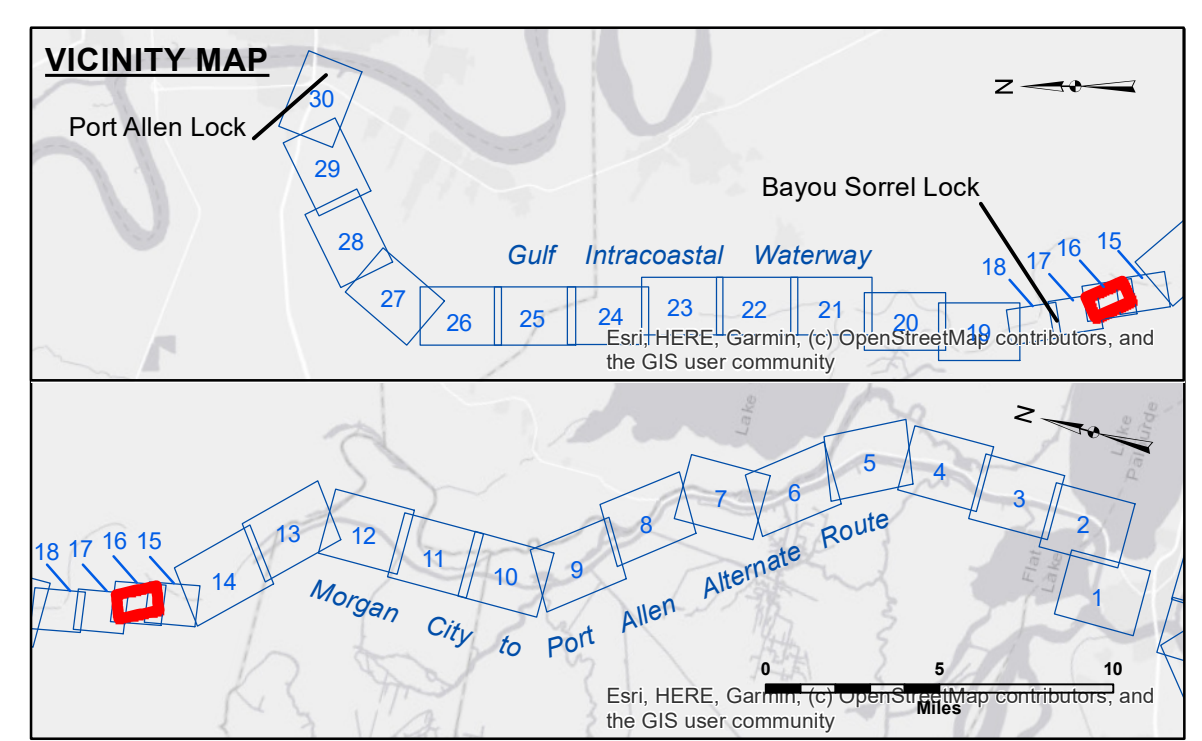 VICINITY MAP
N
30
Port Allen Lock
29
Bayou Sorrel Lock
28
Gulf Intracoastal Waterway
18
17
16
15
27
26
25
24
23
22
21
20
19
Esri, HERE, Garmin, (c) OpenStreetMap contributors, and
the GIS user community
Lake
N
Lake
Palourde
5
4
3
2
1
6
7
8
9
10
11
12
13
14
18
17
16
15
Flat
Lake
Morgan City to Port Allen Alternate Route
0
5
10
Miles
Esri, HERE, Garmin, (c) OpenStreetMap contributors, and
the GIS user community